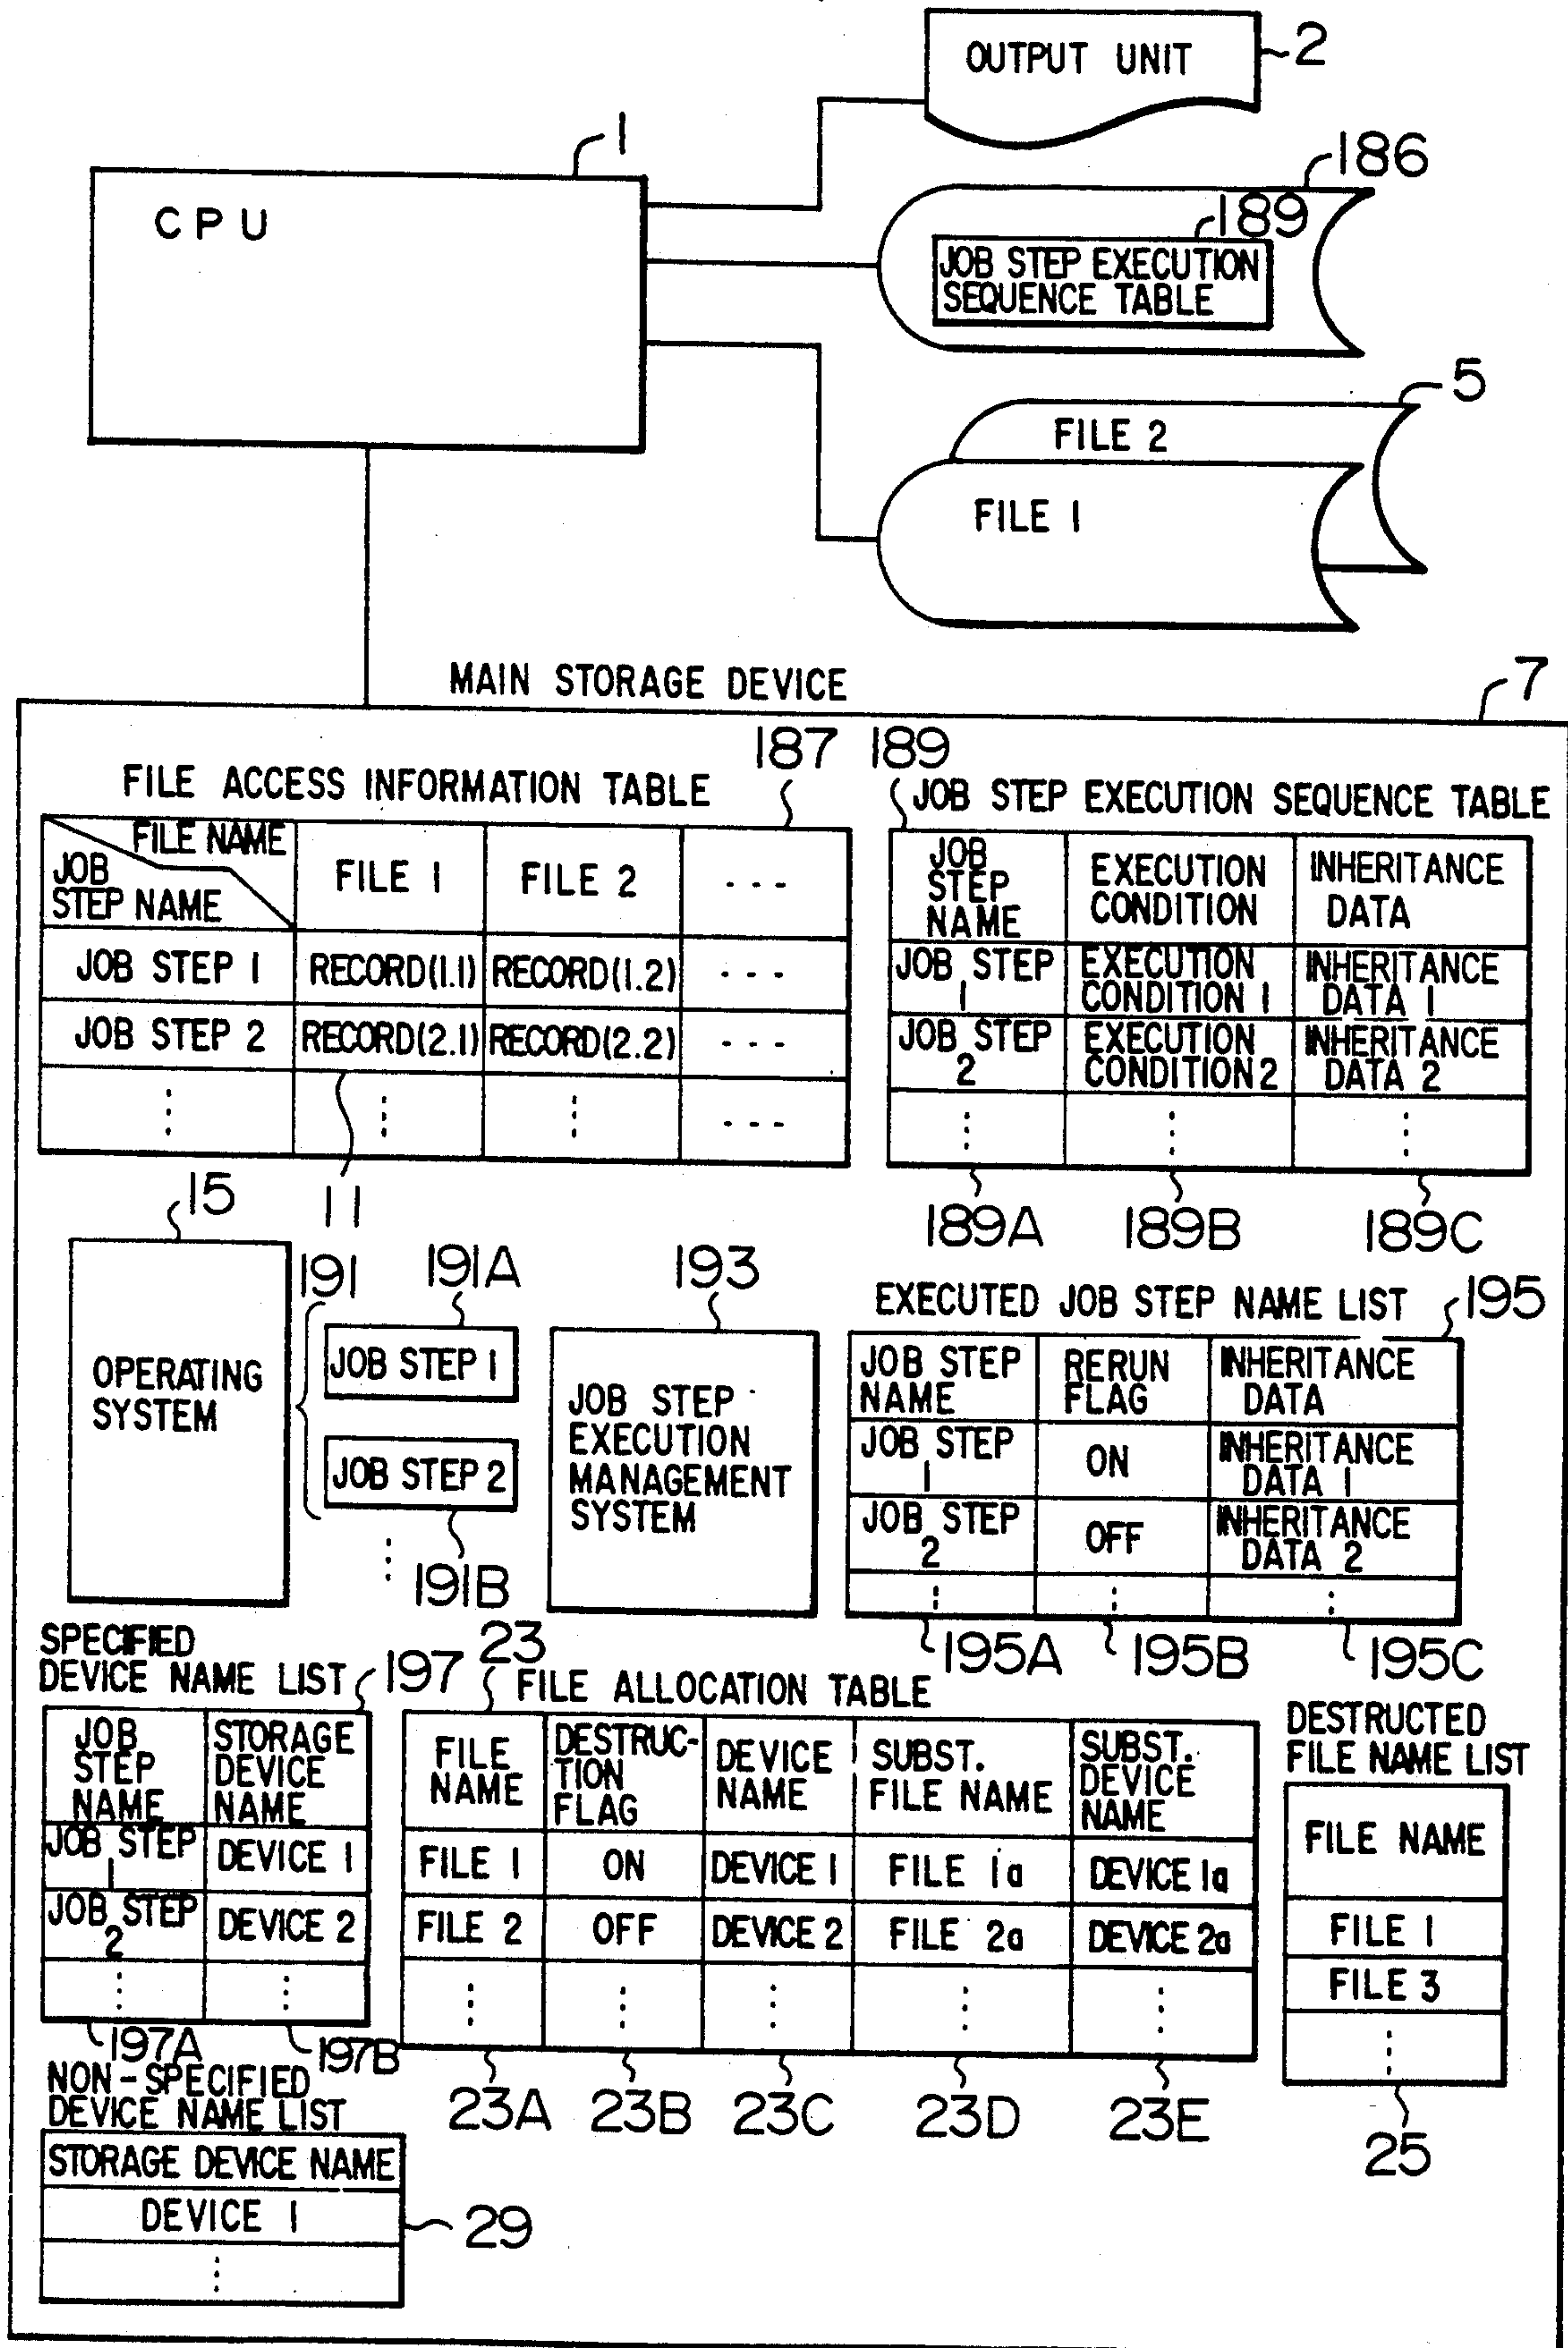 OUTPUT UNIT
2
1
CPU
186
189
JOB STEP EXECUTION
SEQUENCE TABLE
5
FILE 2
FILE 1
MAIN STORAGE DEVICE
7
187
189
FILE ACCESS INFORMATION TABLE
JOB STEP EXECUTION SEQUENCE TABLE
FILE NAME
JOB
STEP NAME
FILE 1
FILE 2
---
JOB STEP 1
RECORD(1.1)
RECORD(1.2)
---
JOB STEP 2
RECORD(2.1)
RECORD(2.2)
---
---
11
JOB
STEP
NAME
EXECUTION
CONDITION
INHERITANCE
DATA
JOB STEP
1
EXECUTION
CONDITION 1
INHERITANCE
DATA 1
JOB STEP
2
EXECUTION
CONDITION 2
INHERITANCE
DATA 2
189A
189B
189C
15
OPERATING
SYSTEM
191
191A
JOB STEP 1
JOB STEP 2
191B
193
JOB STEP
EXECUTION
MANAGEMENT
SYSTEM
EXECUTED JOB STEP NAME LIST
195
JOB STEP
NAME
RERUN
FLAG
INHERITANCE
DATA
JOB STEP
1
ON
INHERITANCE
DATA 1
JOB STEP
2
OFF
INHERITANCE
DATA 2
195A
195B
195C
SPECIFIED
DEVICE NAME LIST
197
JOB
STEP
NAME
STORAGE
DEVICE
NAME
JOB STEP
1
DEVICE 1
JOB STEP
2
DEVICE 2
197A
197B
23
FILE ALLOCATION TABLE
FILE
NAME
DESTRUC-
TION
FLAG
DEVICE
NAME
SUBST.
FILE NAME
SUBST.
DEVICE
NAME
FILE 1
ON
DEVICE 1
FILE 1a
DEVICE 1a
FILE 2
OFF
DEVICE 2
FILE 2a
DEVICE 2a
23A
23B
23C
23D
23E
DESTRUCTED
FILE NAME LIST
FILE NAME
FILE 1
FILE 3
25
NON-SPECIFIED
DEVICE NAME LIST
STORAGE DEVICE NAME
DEVICE 1
29